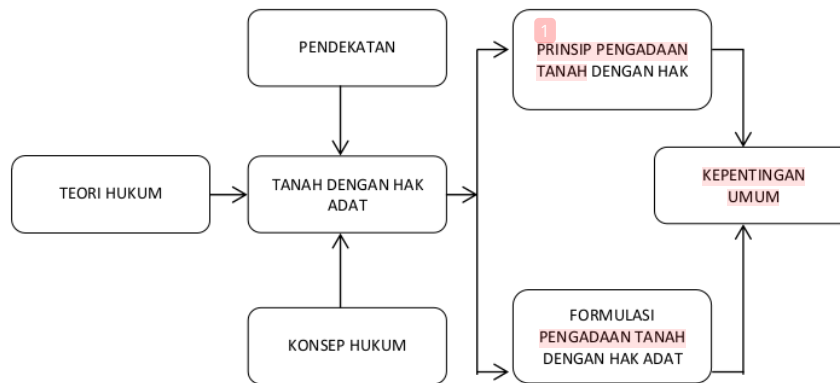 PENDEKATAN
1
PRINSIP PENGADAAN
TANAH DENGAN HAK
TEORI HUKUM
TANAH DENGAN HAK
ADAT
KEPENTINGAN
UMUM
KONSEP HUKUM
FORMULASI
PENGADAAN TANAH
DENGAN HAK ADAT